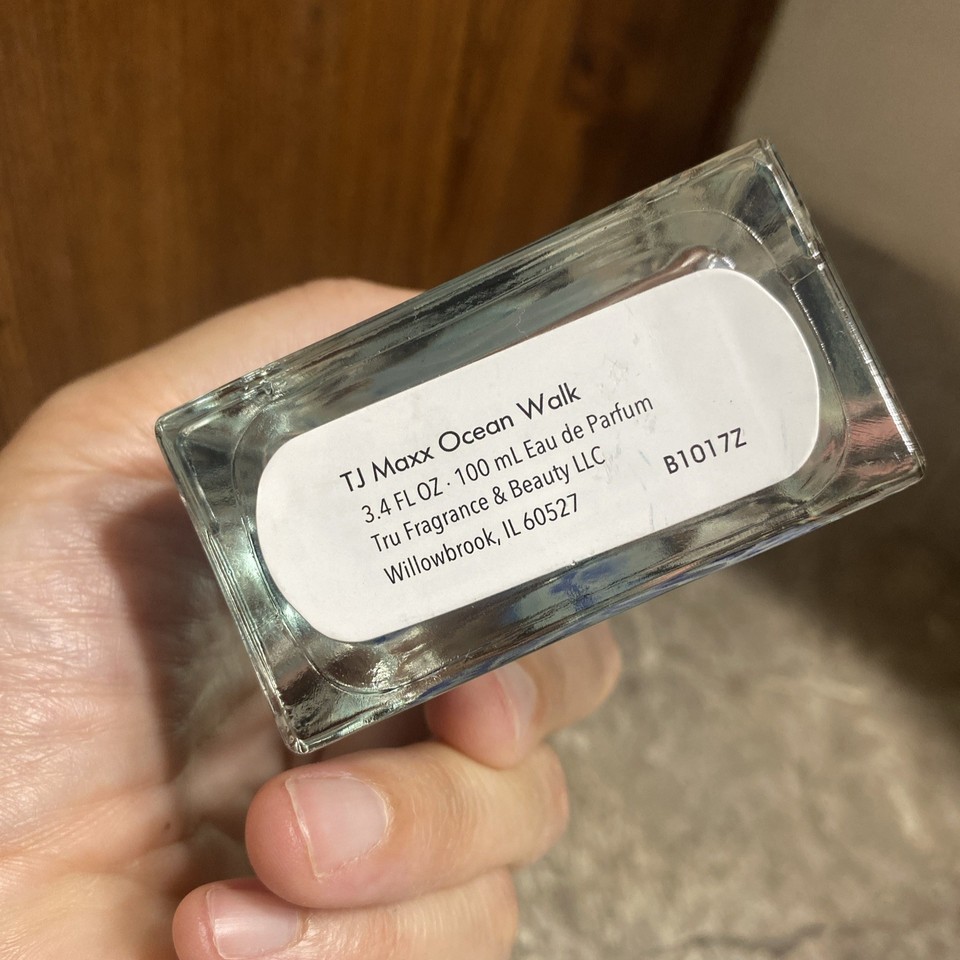 TJ Maxx Ocean Walk
3.4 FL OZ · 100 mL Eau de Parfum
Tru Fragrance & Beauty LLC
Willowbrook, IL 60527
B1017Z